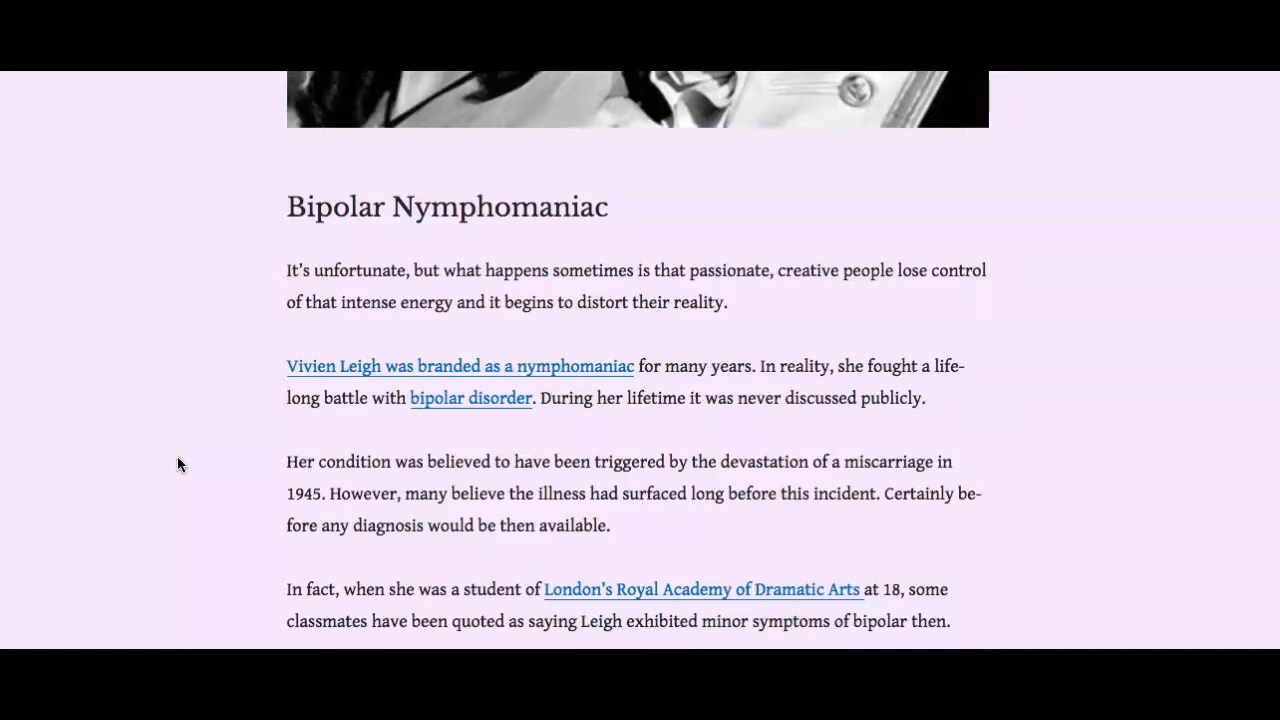 Bipolar Nymphomaniac
It’s unfortunate, but what happens sometimes is that passionate, creative people lose control
of that intense energy and it begins to distort their reality.
Vivien Leigh was branded as a nymphomaniac for many years. In reality, she fought a life-
long battle with bipolar disorder. During her lifetime it was never discussed publicly.
Her condition was believed to have been triggered by the devastation of a miscarriage in
1945. However, many believe the illness had surfaced long before this incident. Certainly be-
fore any diagnosis would be then available.
In fact, when she was a student of London’s Royal Academy of Dramatic Arts at 18, some
classmates have been quoted as saying Leigh exhibited minor symptoms of bipolar then.